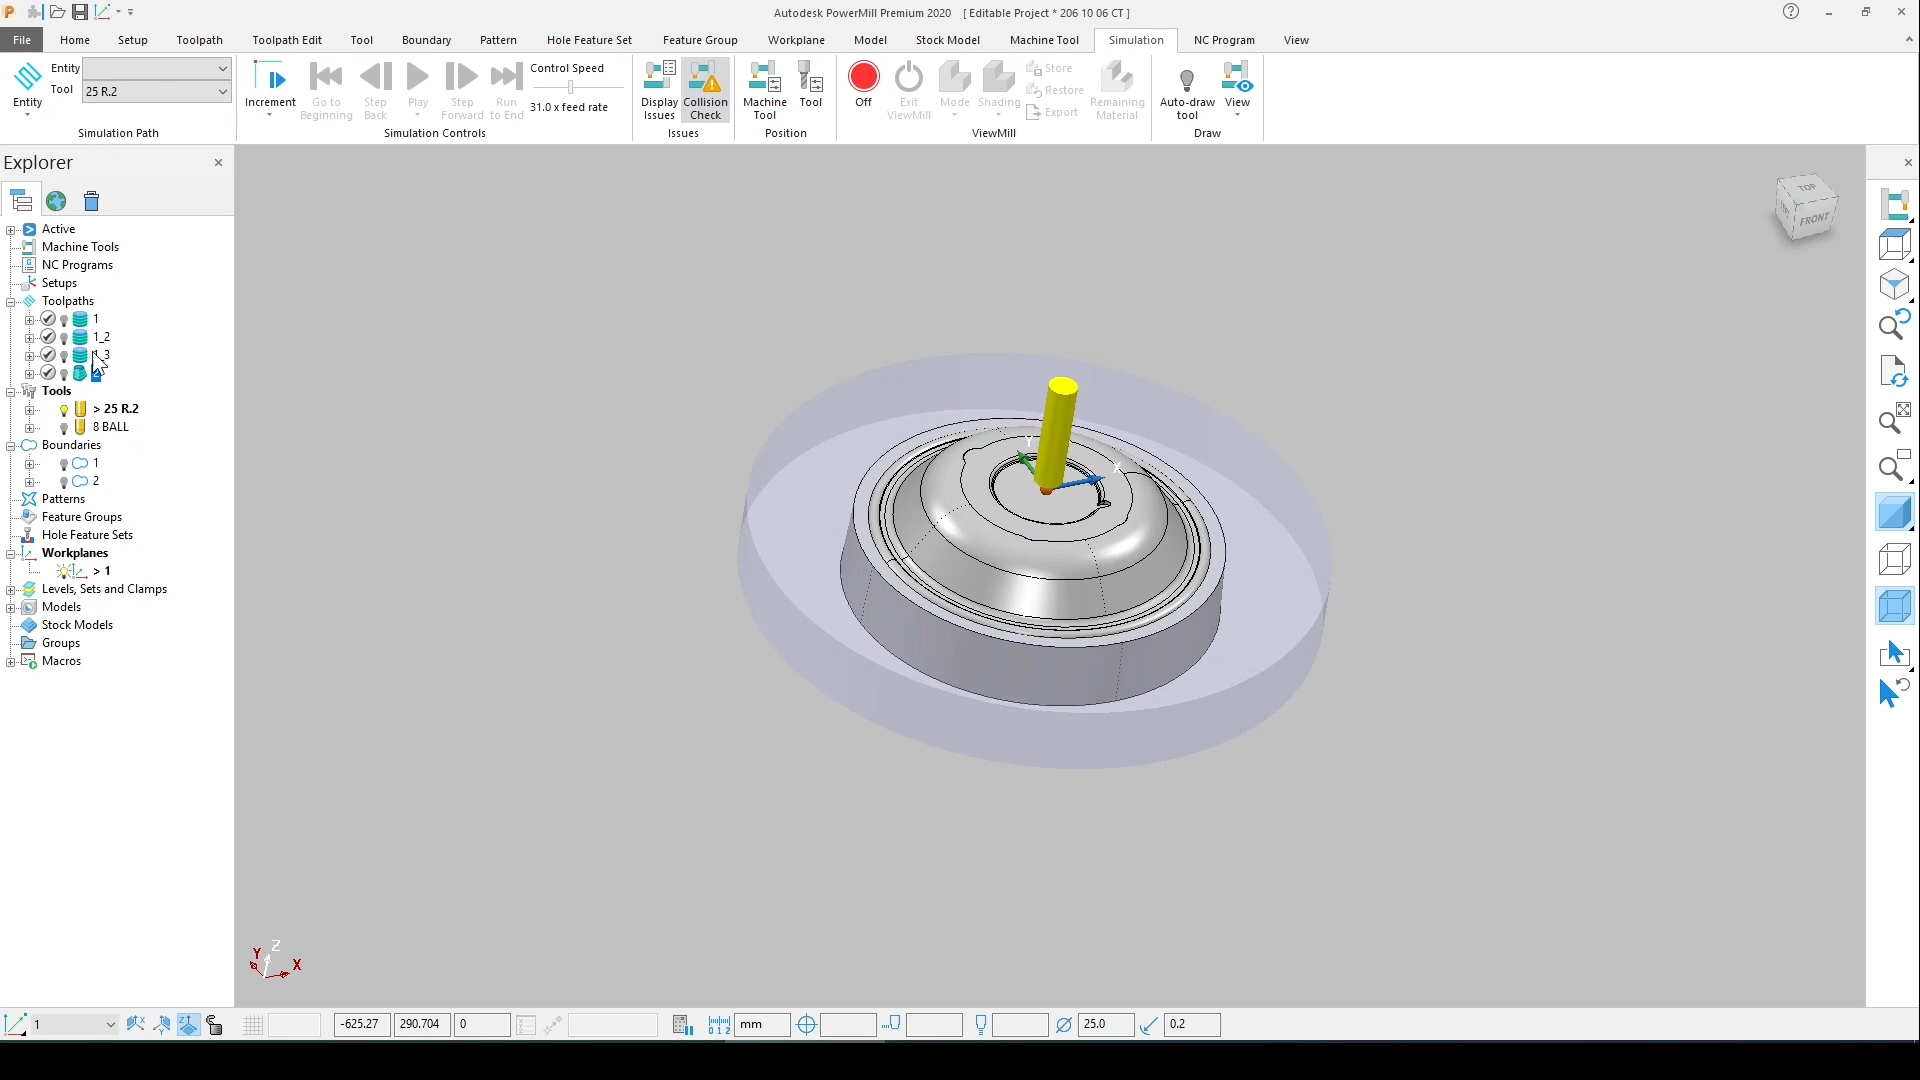 Autodesk PowerMill Premium 2020 [ Editable Project * 206 10 06 CT ]
File Home Setup Toolpath Toolpath Edit Tool Boundary Pattern Hole Feature Set Feature Group Workplane Model Stock Model Machine Tool Simulation NC Program View
Entity
Entity
Tool 25 R.2
Simulation Path
Increment
Go to Beginning
Step Back
Play
Step Forward
Run to End
Control Speed
31.0 x feed rate
Simulation Controls
Display Issues
Collision Check
Issues
Machine Tool
Tool
Position
Off
Exit ViewMill
Mode
Shading
Store
Restore
Export
Remaining Material
ViewMill
Auto-draw tool
View
Draw
Explorer
Active
Machine Tools
NC Programs
Setups
Toolpaths
1
1_2
_3
Tools
> 25 R.2
8 BALL
Boundaries
1
2
Patterns
Feature Groups
Hole Feature Sets
Workplanes
> 1
Levels, Sets and Clamps
Models
Stock Models
Groups
Macros
TOP
FRONT
Y
X
Z
Y
X
1
-625.27 290.704 0
mm
25.0
0.2